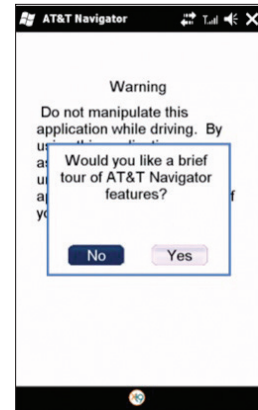 AT&T Navigator
Warning
Do not manipulate this
application while driving. By
Would you like a brief
tour of AT&T Navigator
features?
No
Yes